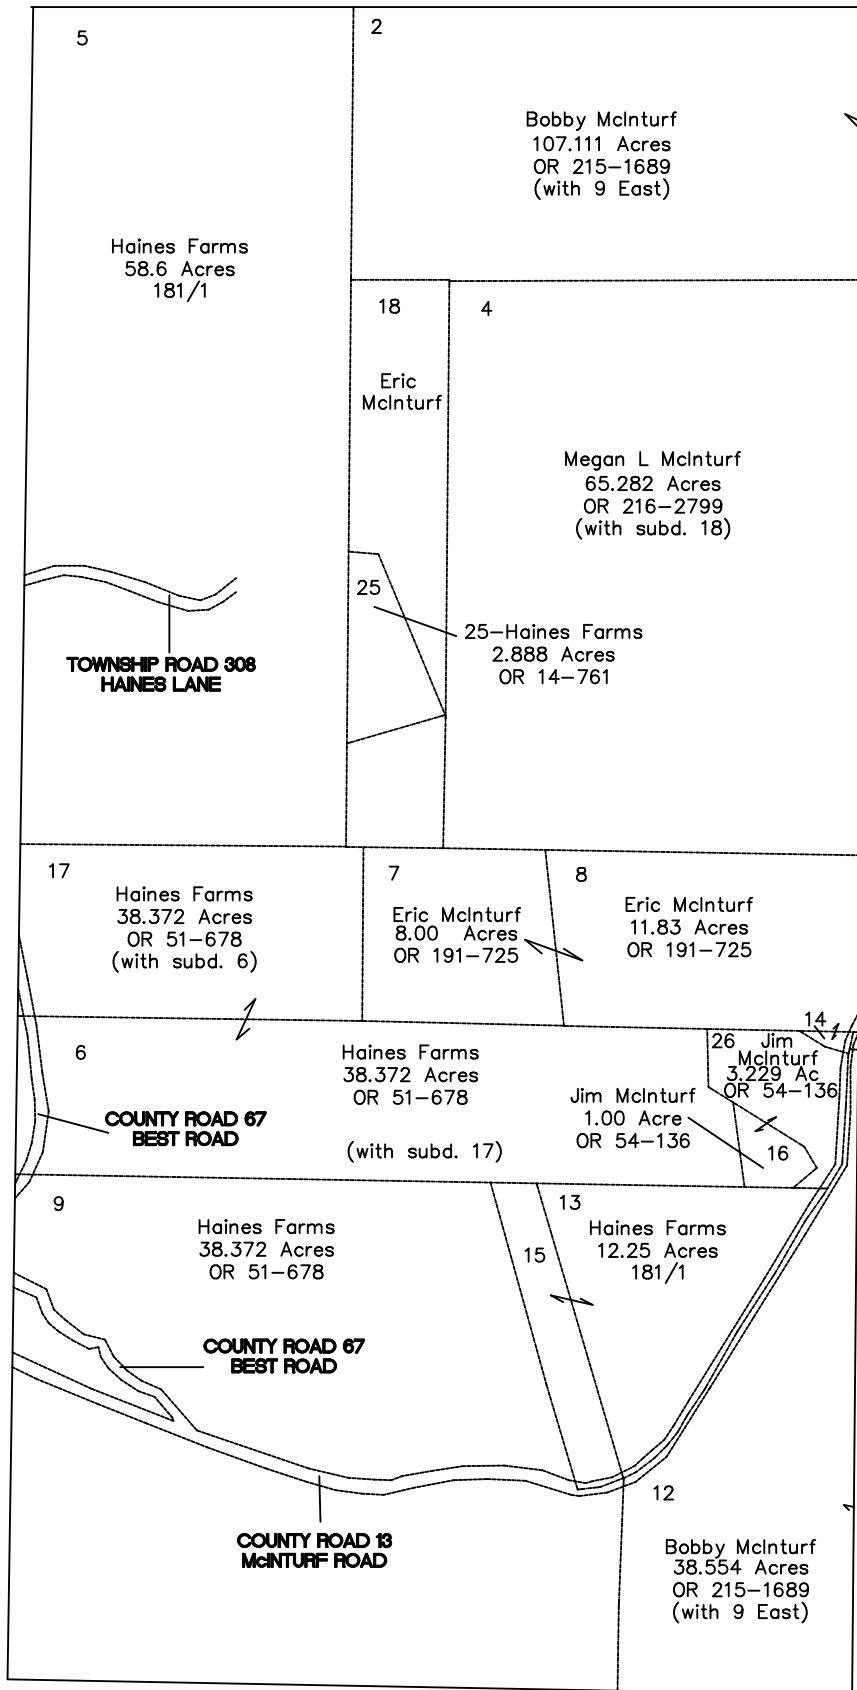 5
2
Bobby McInturf
107.111 Acres
OR 215-1689
(with 9 East)
Haines Farms
58.6 Acres
181/1
18
4
Eric
McInturf
Megan L McInturf
65.282 Acres
OR 216-2799
(with subd. 18)
25
25-Haines Farms
2.888 Acres
OR 14-761
TOWNSHIP ROAD 308
HAINES LANE
17
Haines Farms
38.372 Acres
OR 51-678
(with subd. 6)
7
Eric McInturf
8.00 Acres
OR 191-725
8
Eric McInturf
11.83 Acres
OR 191-725
14
6
Haines Farms
38.372 Acres
OR 51-678
(with subd. 17)
26 Jim
McInturf
3.229 Ac
OR 54-136
Jim McInturf
1.00 Acre
OR 54-136
16
COUNTY ROAD 67
BEST ROAD
9
Haines Farms
38.372 Acres
OR 51-678
15
13
Haines Farms
12.25 Acres
181/1
COUNTY ROAD 67
BEST ROAD
12
COUNTY ROAD 13
McINTURF ROAD
Bobby McInturf
38.554 Acres
OR 215-1689
(with 9 East)